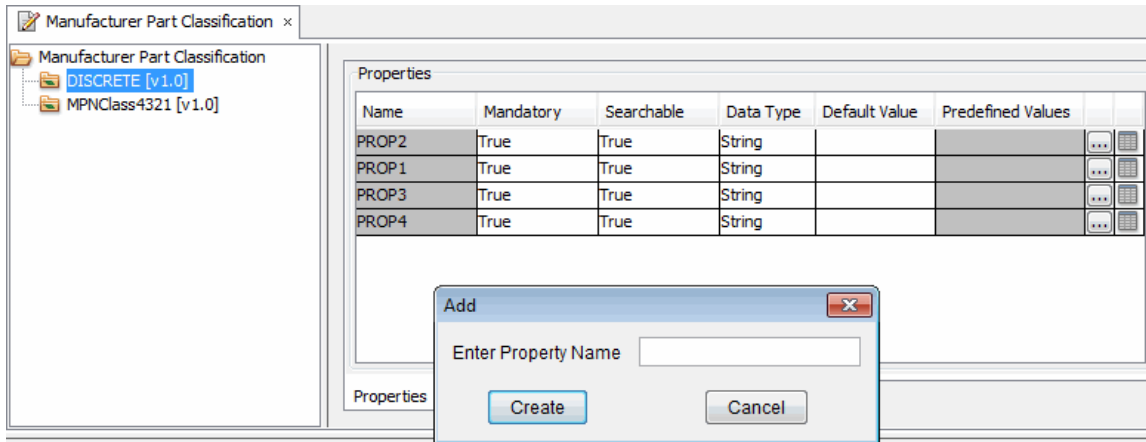 Manufacturer Part Classification ×
Manufacturer Part Classification
DISCRETE [v1.0]
MPNClass4321 [v1.0]
Properties
Name Mandatory Searchable Data Type Default Value Predefined Values
PROP2 True True String ...
PROP1 True True String ...
PROP3 True True String ...
PROP4 True True String ...
Add
Enter Property Name
Create Cancel
Properties